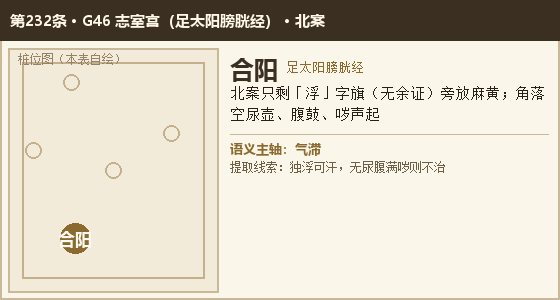 第232条·G46 志室宫（足太阳膀胱经）·北案
桩位图（本表自绘）
合阳
合阳 足太阳膀胱经
北案只剩「浮」字旗（无余证）旁放麻黄；角落
空尿壶、腹鼓、哕声起
语义主轴：气滞
提取线索：独浮可汗，无尿腹满哕则不治